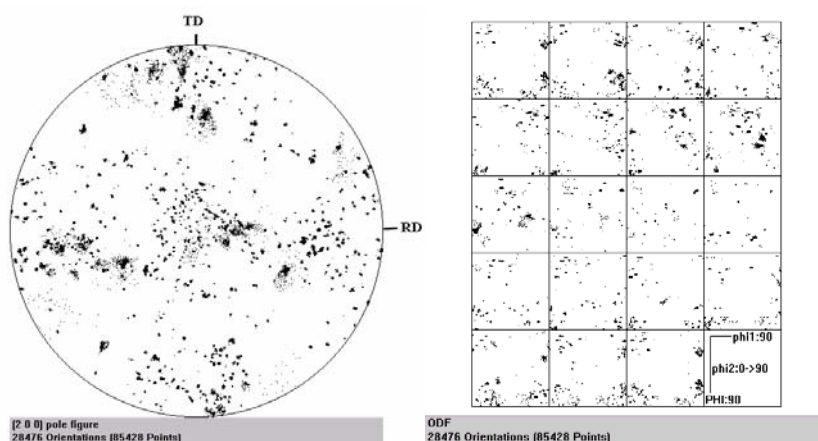 TD
RD
(2 0 0) pole figure
28476 Orientations (85428 Points)
phi1:90
phi2:0->90
PHI:90
ODF
28476 Orientations (85428 Points)